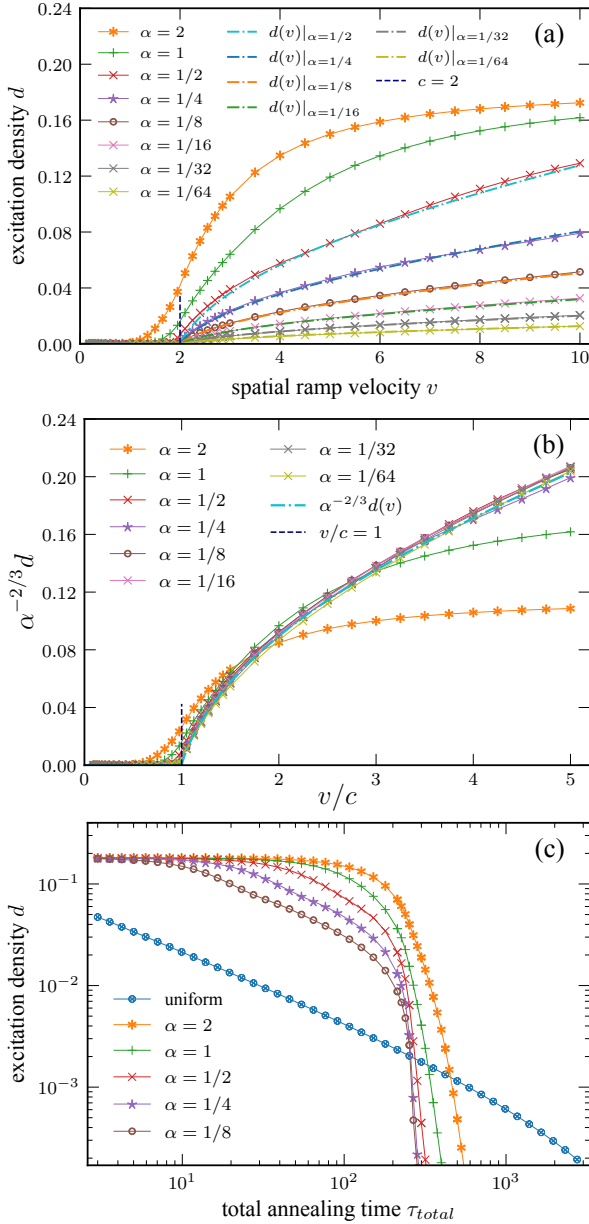 (a)
excitation density d
0.24
0.20
0.16
0.12
0.08
0.04
0.00
α = 2
α = 1
α = 1/2
α = 1/4
α = 1/8
α = 1/16
α = 1/32
α = 1/64
d(v)|α=1/2
d(v)|α=1/4
d(v)|α=1/8
d(v)|α=1/16
d(v)|α=1/32
d(v)|α=1/64
c = 2
0 2 4 6 8 10
spatial ramp velocity v
(b)
α^{-2/3}d
0.24
0.20
0.16
0.12
0.08
0.04
0.00
α = 2
α = 1
α = 1/2
α = 1/4
α = 1/8
α = 1/16
α = 1/32
α = 1/64
α^{-2/3}d(v)
v/c = 1
0 1 2 3 4 5
v/c
(c)
excitation density d
10^{-1}
10^{-2}
10^{-3}
uniform
α = 2
α = 1
α = 1/2
α = 1/4
α = 1/8
10^1 10^2 10^3
total annealing time τ_{total}